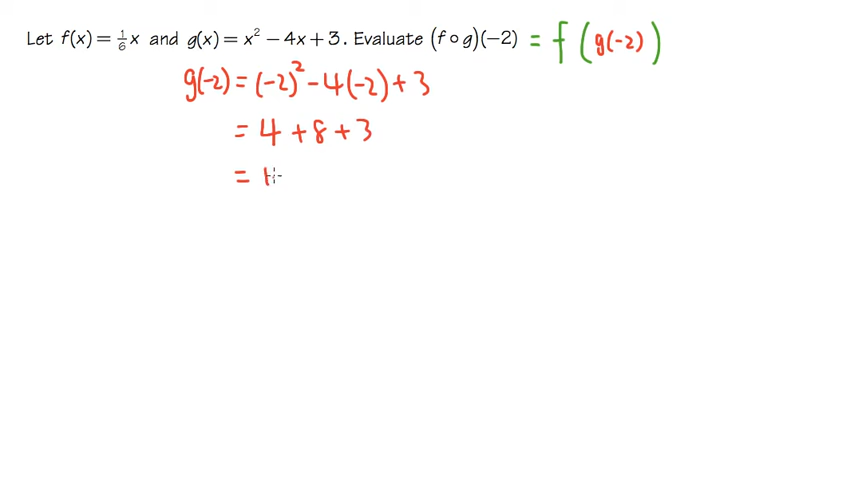 Let f(x) = 1/6 x and g(x) = x² − 4x + 3. Evaluate (f ∘ g)(−2) = f(g(−2))
g(−2) = (−2)² − 4(−2) + 3
= 4 + 8 + 3
= 1